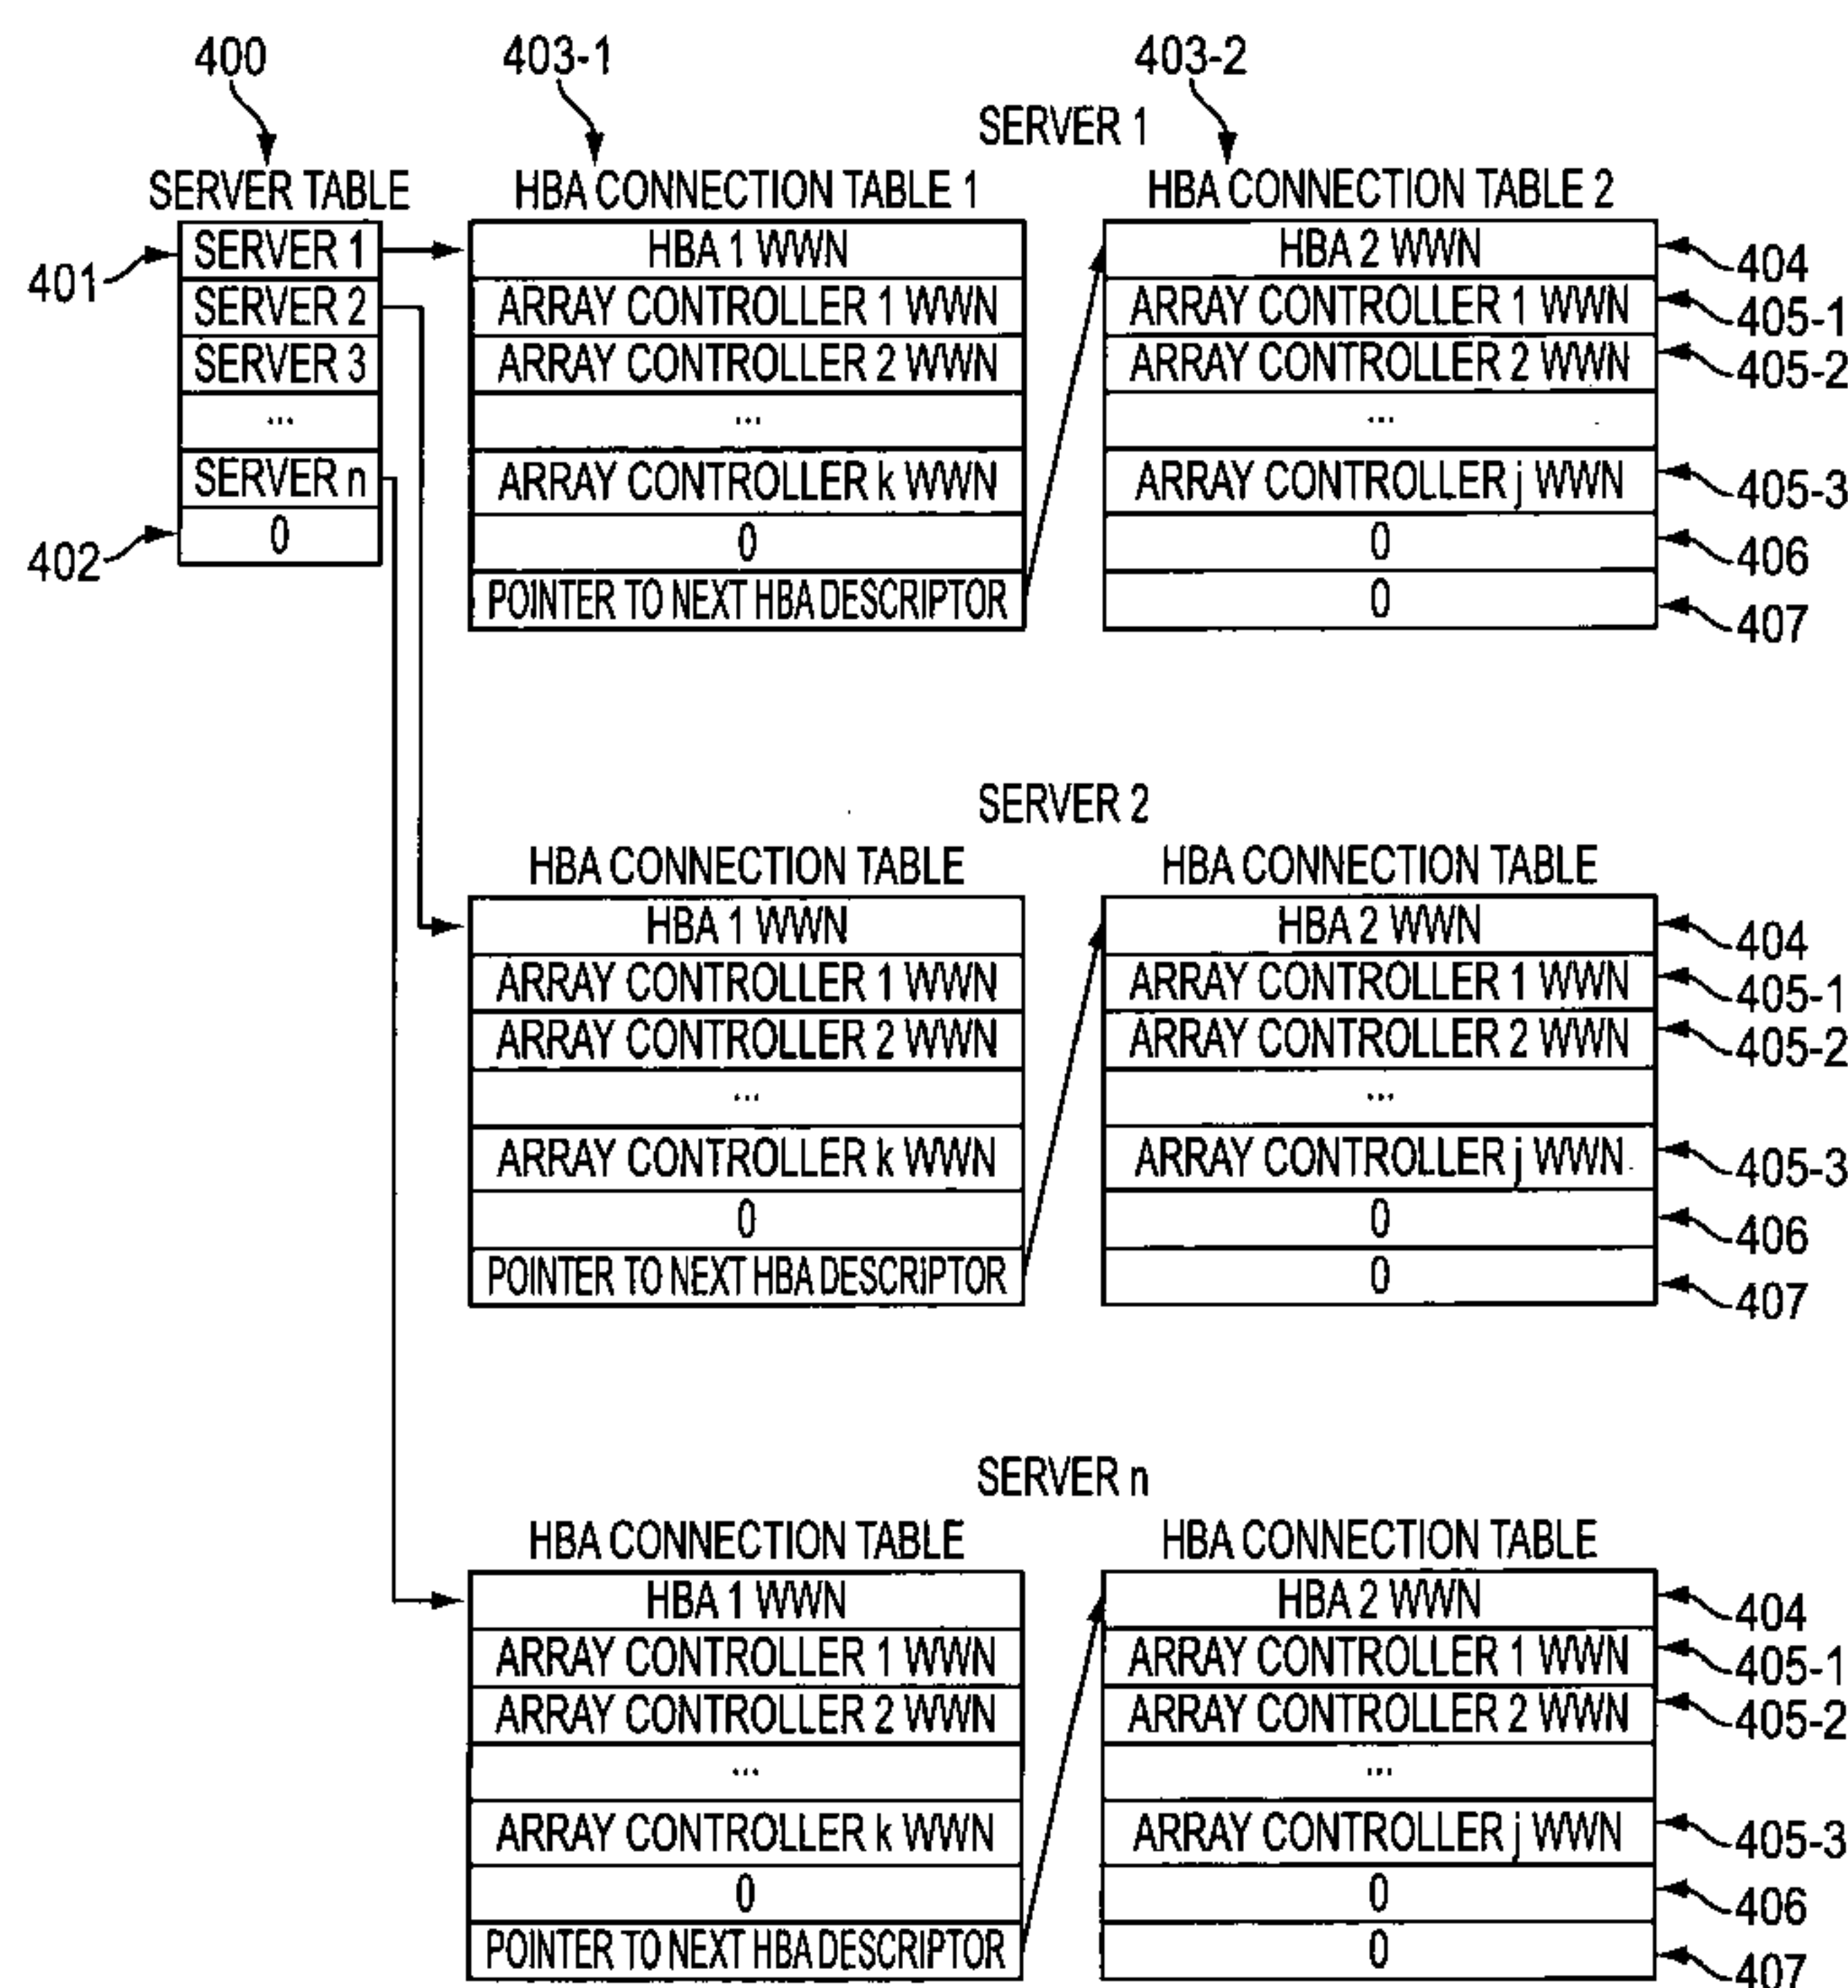 400
403-1
403-2
SERVER 1
SERVER TABLE
HBA CONNECTION TABLE 1
HBA CONNECTION TABLE 2
401
SERVER 1
SERVER 2
SERVER 3
...
SERVER n
402
0
HBA 1 WWN
ARRAY CONTROLLER 1 WWN
ARRAY CONTROLLER 2 WWN
...
ARRAY CONTROLLER k WWN
0
POINTER TO NEXT HBA DESCRIPTOR
HBA 2 WWN
404
ARRAY CONTROLLER 1 WWN
405-1
ARRAY CONTROLLER 2 WWN
405-2
...
ARRAY CONTROLLER j WWN
405-3
0
406
0
407
SERVER 2
HBA CONNECTION TABLE
HBA CONNECTION TABLE
HBA 1 WWN
ARRAY CONTROLLER 1 WWN
ARRAY CONTROLLER 2 WWN
...
ARRAY CONTROLLER k WWN
0
POINTER TO NEXT HBA DESCRIPTOR
HBA 2 WWN
404
ARRAY CONTROLLER 1 WWN
405-1
ARRAY CONTROLLER 2 WWN
405-2
...
ARRAY CONTROLLER j WWN
405-3
0
406
0
407
SERVER n
HBA CONNECTION TABLE
HBA CONNECTION TABLE
HBA 1 WWN
ARRAY CONTROLLER 1 WWN
ARRAY CONTROLLER 2 WWN
...
ARRAY CONTROLLER k WWN
0
POINTER TO NEXT HBA DESCRIPTOR
HBA 2 WWN
404
ARRAY CONTROLLER 1 WWN
405-1
ARRAY CONTROLLER 2 WWN
405-2
...
ARRAY CONTROLLER j WWN
405-3
0
406
0
407